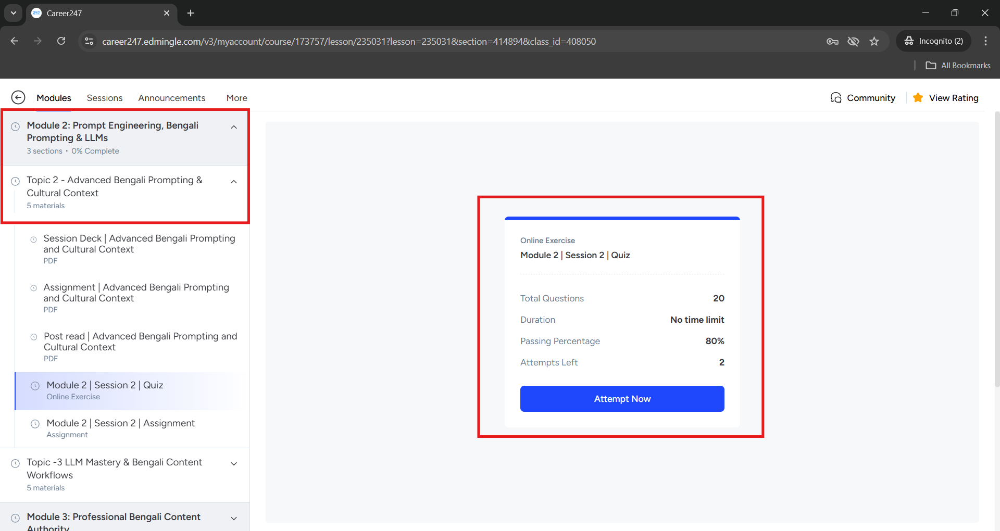 Career247
career247.edmingle.com/v3/myaccount/course/173757/lesson/235031?lesson=235031&section=414894&class_id=408050
Incognito (2)
All Bookmarks
Modules
Sessions
Announcements
More
Community
View Rating
Module 2: Prompt Engineering, Bengali
Prompting & LLMs
3 sections • 0% Complete
Topic 2 - Advanced Bengali Prompting &
Cultural Context
5 materials
Session Deck | Advanced Bengali Prompting
and Cultural Context
PDF
Assignment | Advanced Bengali Prompting
and Cultural Context
PDF
Post read | Advanced Bengali Prompting and
Cultural Context
PDF
Module 2 | Session 2 | Quiz
Online Exercise
Module 2 | Session 2 | Assignment
Assignment
Topic -3 LLM Mastery & Bengali Content
Workflows
5 materials
Module 3: Professional Bengali Content
Authority
Online Exercise
Module 2 | Session 2 | Quiz
Total Questions 20
Duration No time limit
Passing Percentage 80%
Attempts Left 2
Attempt Now